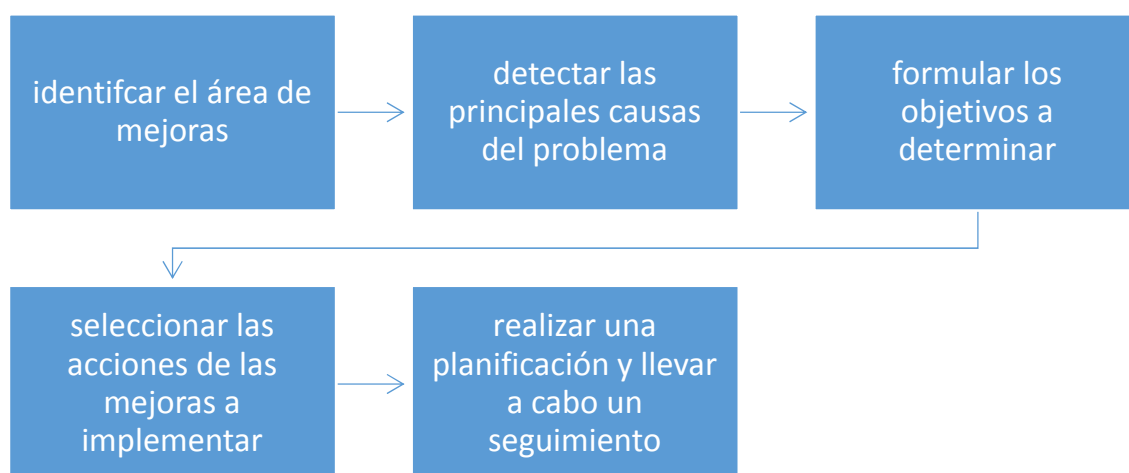 identifcar el área de
mejoras
detectar las
principales causas
del problema
formular los
objetivos a
determinar
seleccionar las
acciones de las
mejoras a
implementar
realizar una
planificación y llevar
a cabo un
seguimiento